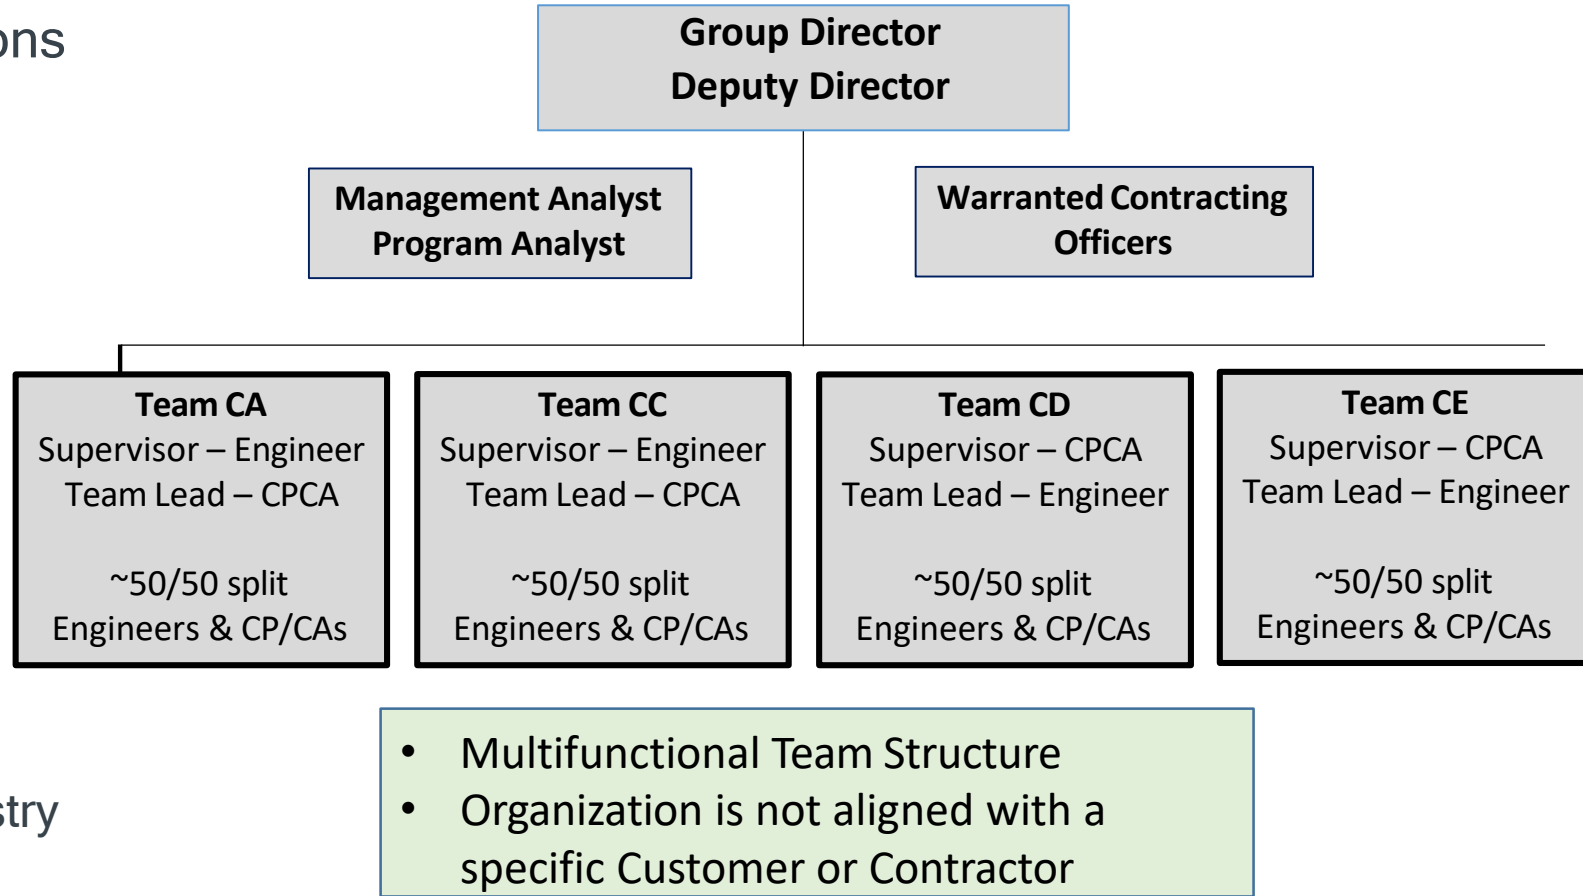 ons
Group Director
Deputy Director
Management Analyst
Program Analyst
Warranted Contracting
Officers
Team CA
Supervisor – Engineer
Team Lead – CPCA
~50/50 split
Engineers & CP/CAs
Team CC
Supervisor – Engineer
Team Lead – CPCA
~50/50 split
Engineers & CP/CAs
Team CD
Supervisor – CPCA
Team Lead – Engineer
~50/50 split
Engineers & CP/CAs
Team CE
Supervisor – CPCA
Team Lead – Engineer
~50/50 split
Engineers & CP/CAs
• Multifunctional Team Structure
• Organization is not aligned with a
specific Customer or Contractor
stry